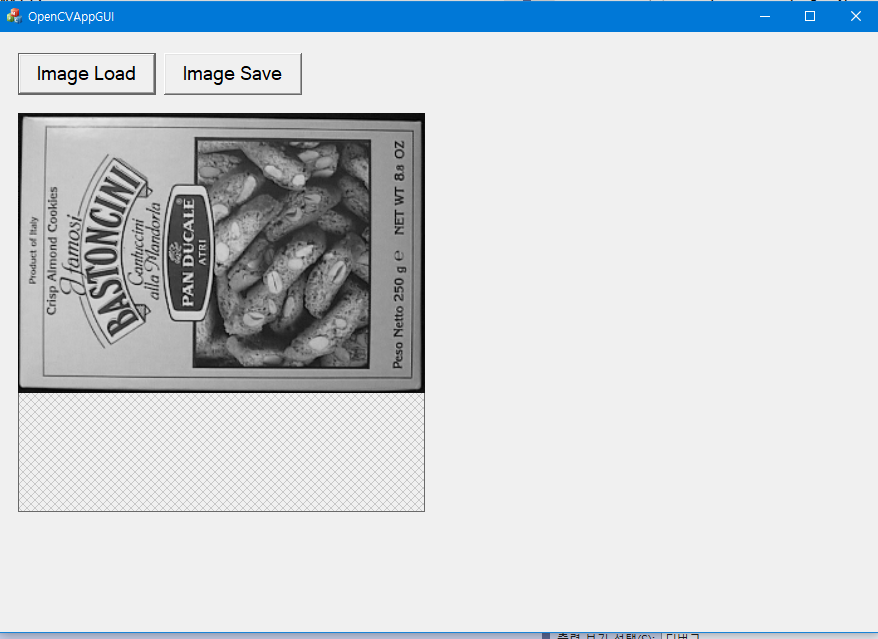 OpenCVAppGUI
Image Load
Image Save
Product of Italy
Crisp Almond Cookies
Famosi
BASTONCINI
Cantuccini
alla Mandorla
PAN DUCALE®
ATRI
Peso Netto 250 g ℮ NET WT 8.8 OZ